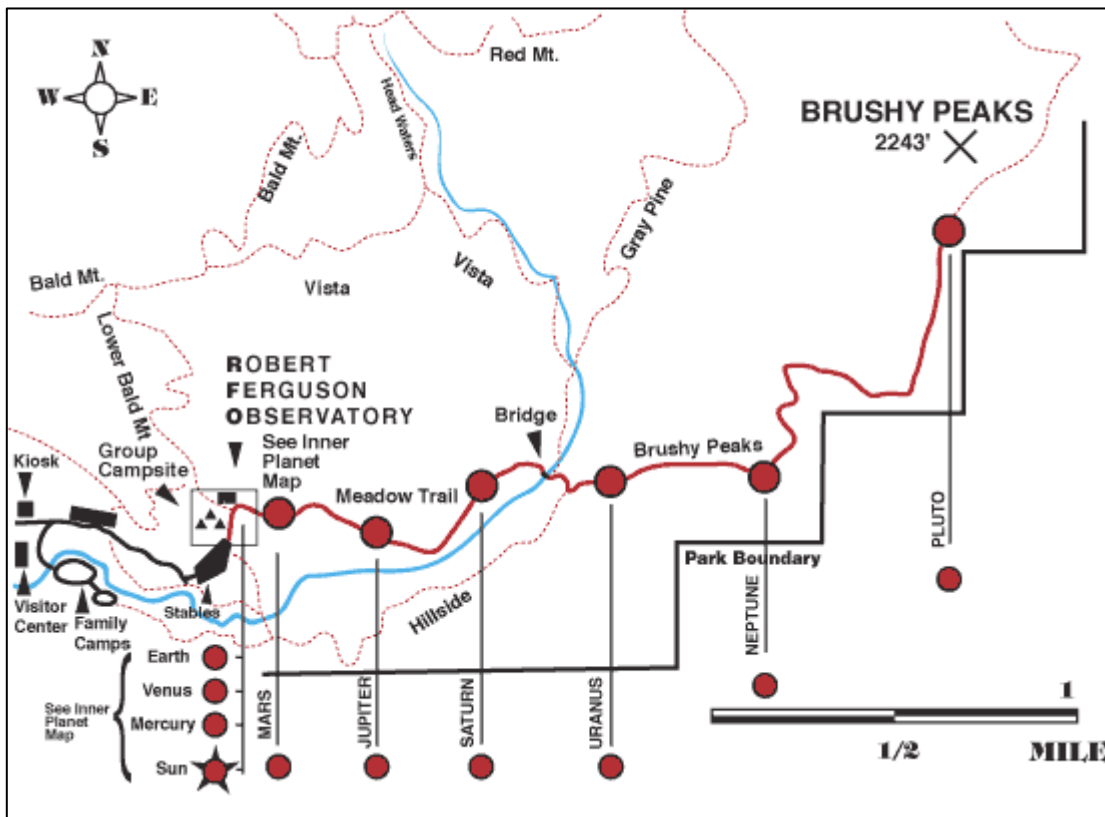 N
W E
S
Red Mt.
Head Waters
BRUSHY PEAKS
2243'
Bald Mt.
Gray Pine
Vista
Bald Mt.
Vista
Lower Bald Mt
ROBERT
FERGUSON
OBSERVATORY
See Inner
Planet
Map
Bridge
Group
Campsite
Kiosk
Meadow Trail
Brushy Peaks
PLUTO
Park Boundary
Visitor
Center
Family
Camps
Stables
Hillside
NEPTUNE
Earth
Venus
Mercury
Sun
See Inner
Planet
Map
MARS
JUPITER
SATURN
URANUS
1
1/2 MILE